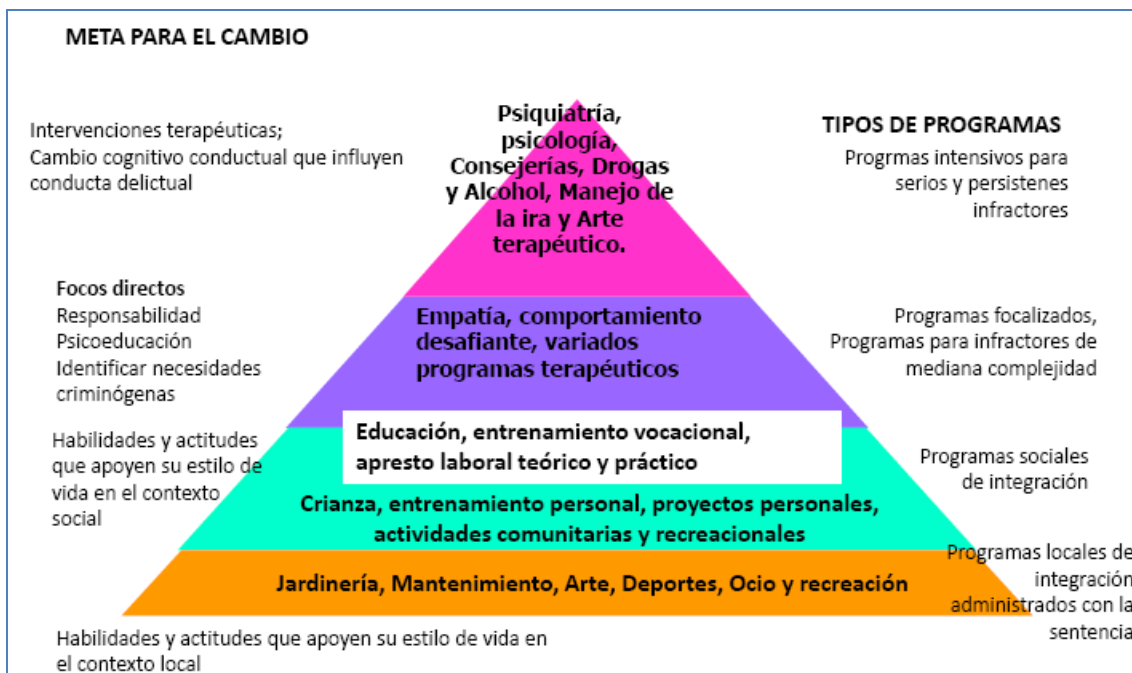 META PARA EL CAMBIO
Intervenciones terapéuticas;
Cambio cognitivo conductual que influyen
conducta delictual
Psiquiatría,
psicología,
Consejerías, Drogas
y Alcohol, Manejo de
la ira y Arte
terapéutico.
TIPOS DE PROGRAMAS
Progrmas intensivos para
serios y persistenes
infractores
Focos directos
Responsabilidad
Psicoeducación
Identificar necesidades
criminógenas
Empatía, comportamiento
desafiante, variados
programas terapéuticos
Programas focalizados,
Programas para infractores de
mediana complejidad
Habilidades y actitudes
que apoyen su estilo de
vida en el contexto
social
Educación, entrenamiento vocacional,
apresto laboral teórico y práctico
Crianza, entrenamiento personal, proyectos personales,
actividades comunitarias y recreacionales
Programas sociales
de integración
Jardinería, Mantenimiento, Arte, Deportes, Ocio y recreación
Programas locales de
integración
administrados con la
sentencia
Habilidades y actitudes que apoyen su estilo de vida en
el contexto local